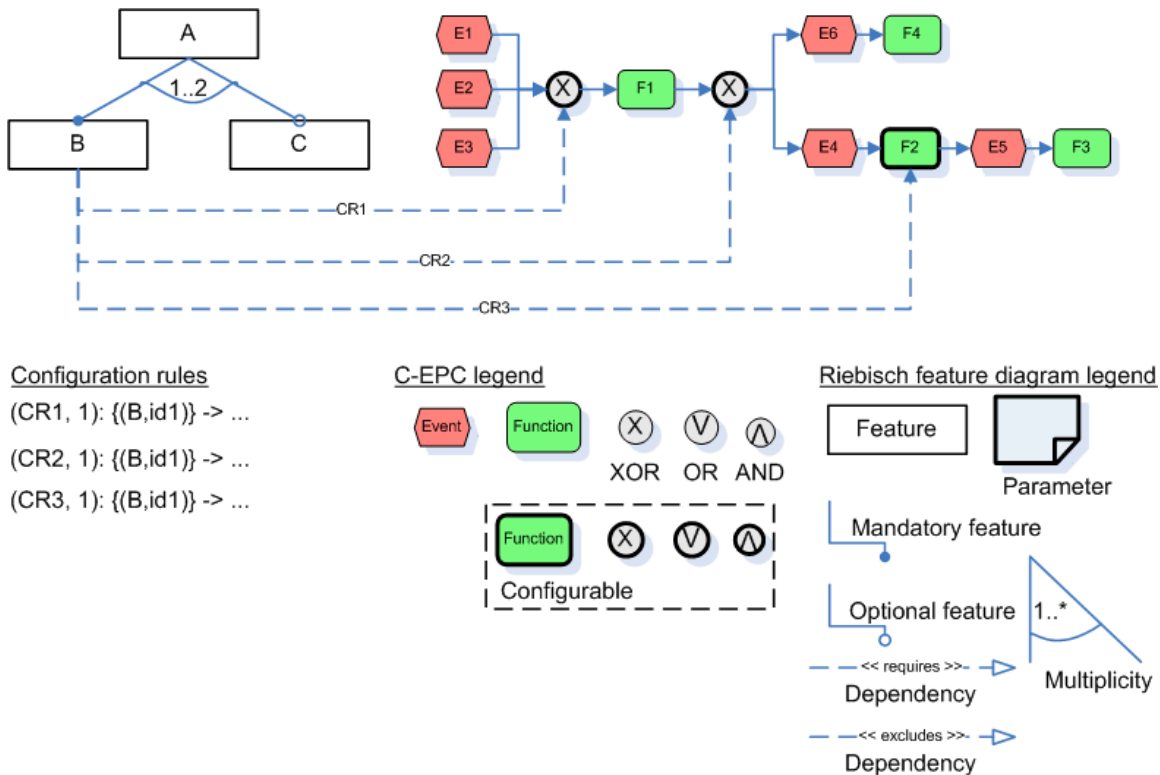 A
1..2
B
C
E1
E2
E3
X
F1
X
E6
F4
E4
F2
E5
F3
CR1
CR2
CR3
Configuration rules
(CR1, 1): {(B,id1)} -> ...
(CR2, 1): {(B,id1)} -> ...
(CR3, 1): {(B,id1)} -> ...
C-EPC legend
Event
Function
X
V
Λ
XOR OR AND
Function
X
V
Λ
Configurable
Riebisch feature diagram legend
Feature
Parameter
Mandatory feature
Optional feature
1..*
Multiplicity
<< requires >>
Dependency
<< excludes >>
Dependency